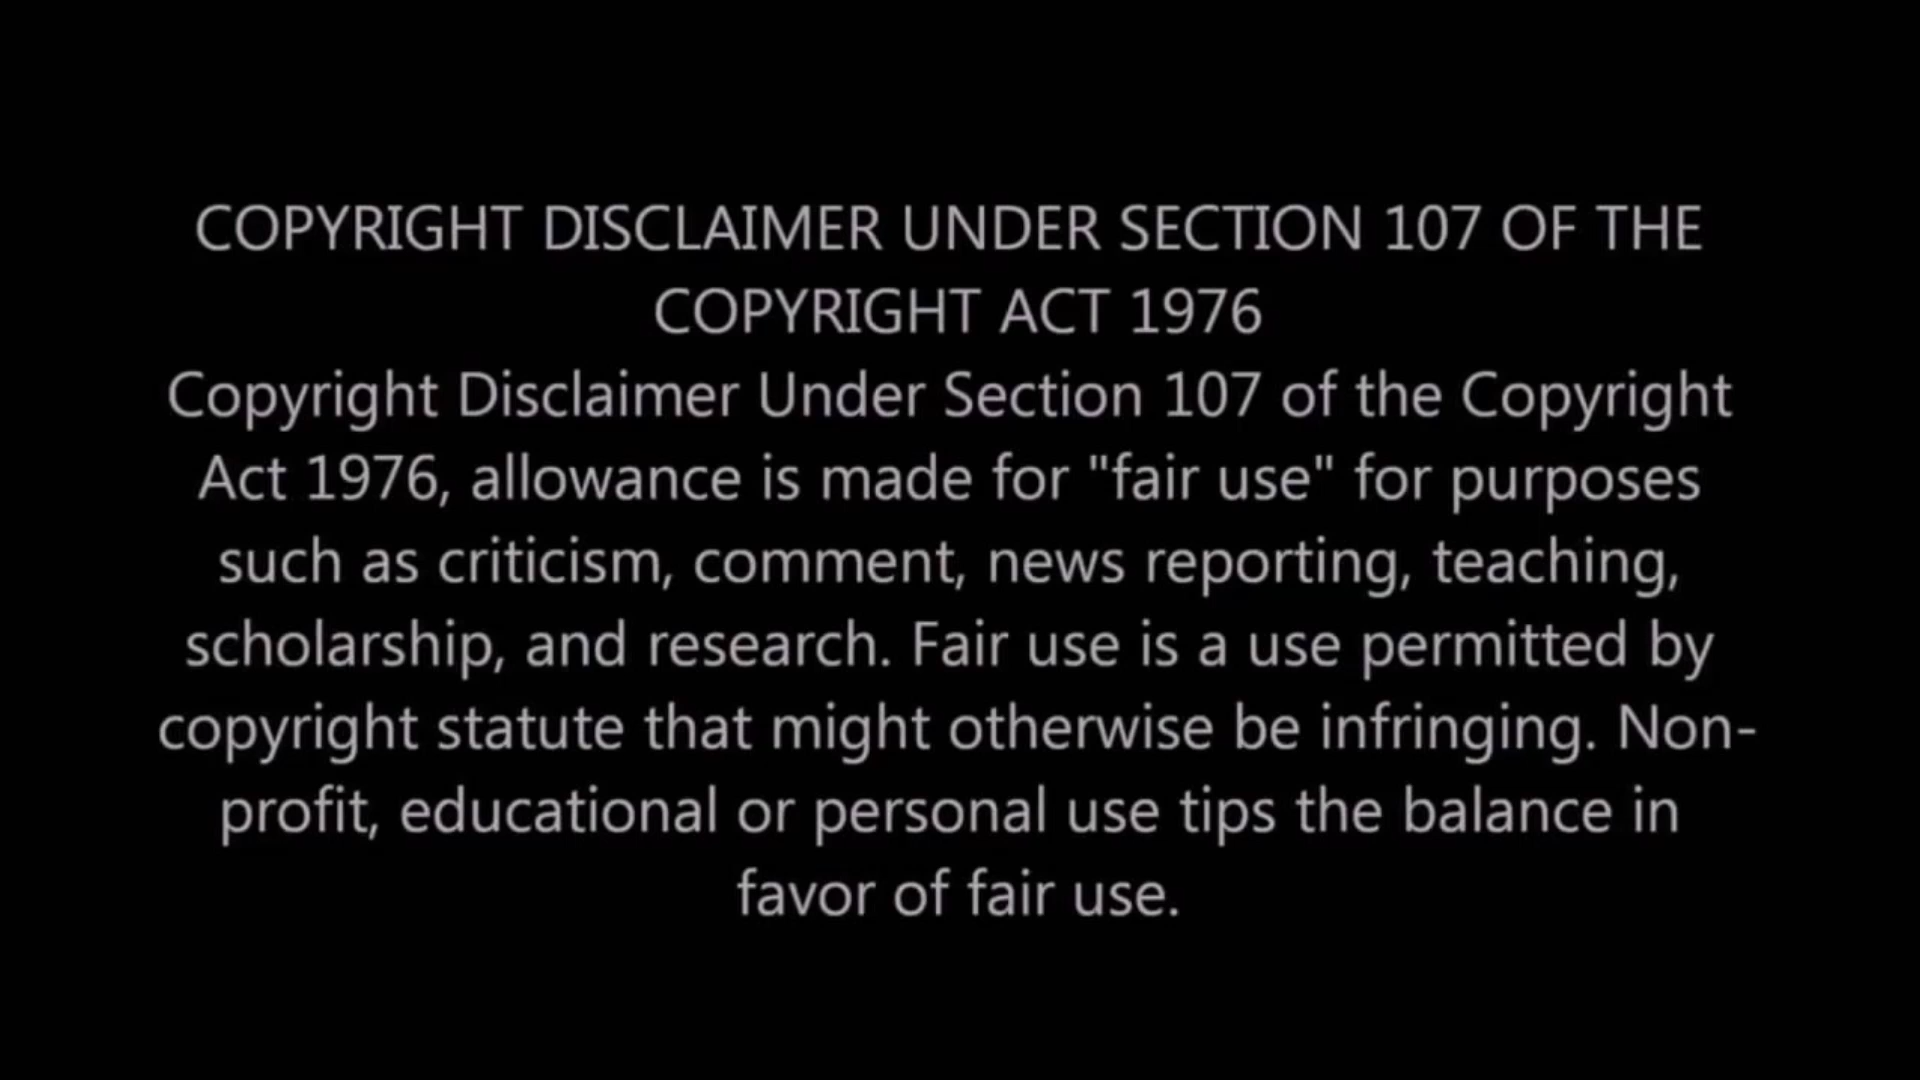 COPYRIGHT DISCLAIMER UNDER SECTION 107 OF THE
COPYRIGHT ACT 1976
Copyright Disclaimer Under Section 107 of the Copyright
Act 1976, allowance is made for "fair use" for purposes
such as criticism, comment, news reporting, teaching,
scholarship, and research. Fair use is a use permitted by
copyright statute that might otherwise be infringing. Non-
profit, educational or personal use tips the balance in
favor of fair use.